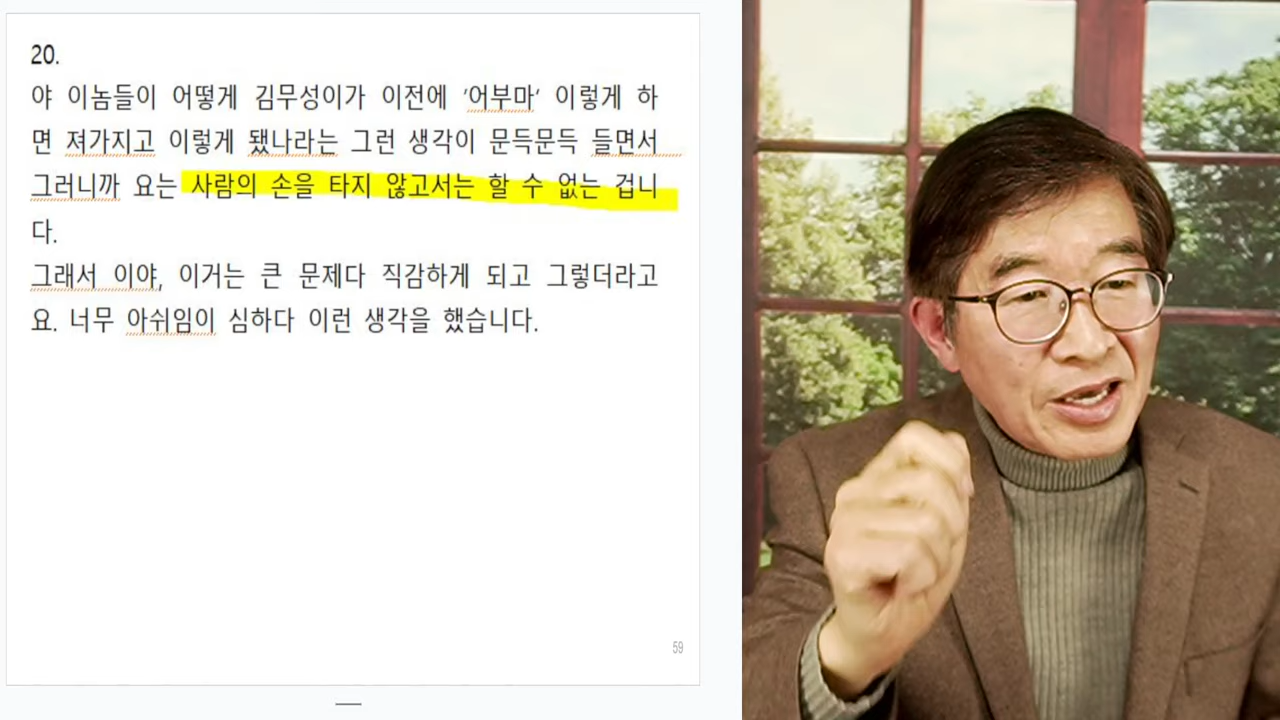 20.
야 이놈들이 어떻게 김무성이가 이전에 '어부마' 이렇게 하
면 져가지고 이렇게 됐나라는 그런 생각이 문득문득 들면서
그러니까 요는 사람의 손을 타지 않고서는 할 수 없는 겁니
다.
그래서 이야, 이거는 큰 문제다 직감하게 되고 그렇더라고
요. 너무 아쉬임이 심하다 이런 생각을 했습니다.
59